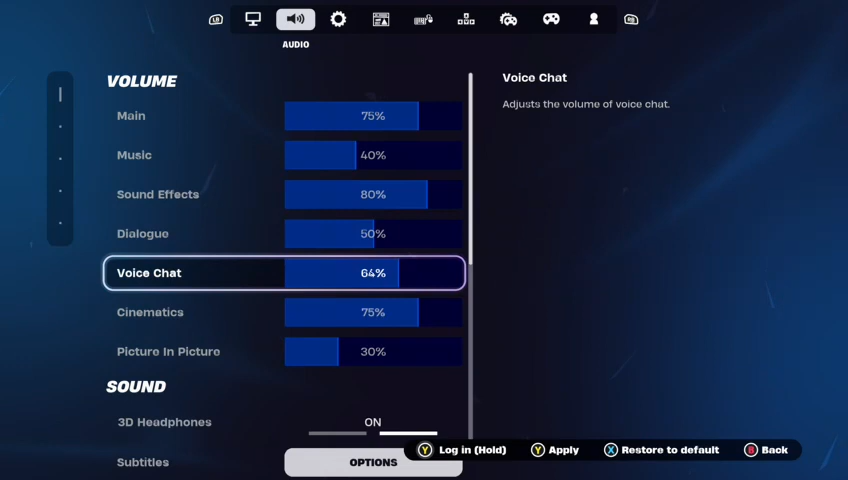 LB
RB
AUDIO
VOLUME
Main 75%
Music 40%
Sound Effects 80%
Dialogue 50%
Voice Chat 64%
Cinematics 75%
Picture In Picture 30%
SOUND
3D Headphones ON
Subtitles OPTIONS
Voice Chat
Adjusts the volume of voice chat.
Y Log in (Hold) Y Apply X Restore to default B Back